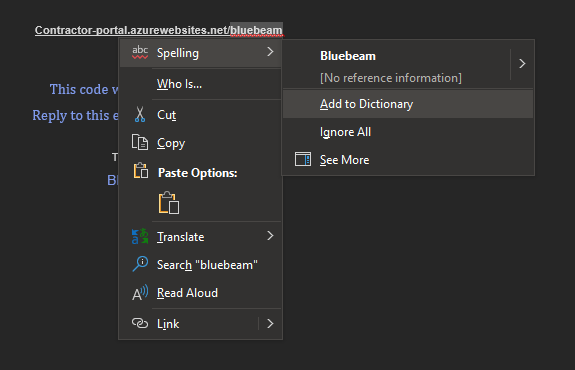 Contractor-portal.azurewebsites.net/bluebeam
abc Spelling
Bluebeam
[No reference information]
Add to Dictionary
Ignore All
See More
Who Is...
This code w
Cut
Reply to this e
Copy
T
Paste Options:
Bl
Translate
Search "bluebeam"
Read Aloud
Link